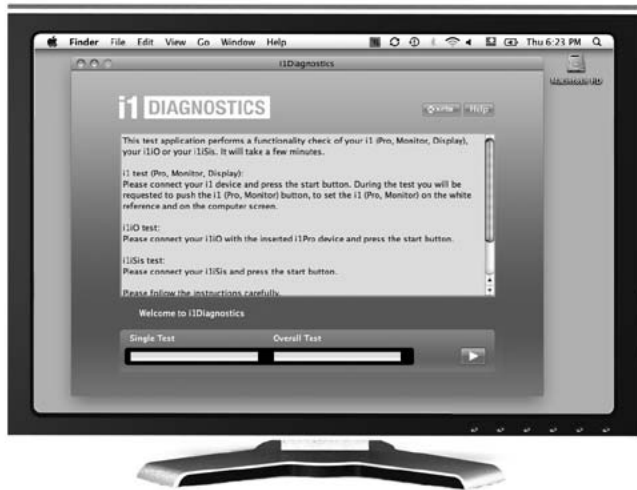 Finder File Edit View Go Window Help Thu 6:23 PM
i1Diagnostics
Macintosh HD
i1 DIAGNOSTICS
x-rite Help
This test application performs a functionality check of your i1 (Pro, Monitor, Display),
your i1iO or your i1iSis. It will take a few minutes.
i1 test (Pro, Monitor, Display):
Please connect your i1 device and press the start button. During the test you will be
requested to push the i1 (Pro, Monitor) button, to set the i1 (Pro, Monitor) on the white
reference and on the computer screen.
i1iO test:
Please connect your i1iO with the inserted i1Pro device and press the start button.
i1iSis test:
Please connect your i1iSis and press the start button.
Please follow the instructions carefully.
Welcome to i1Diagnostics
Single Test Overall Test